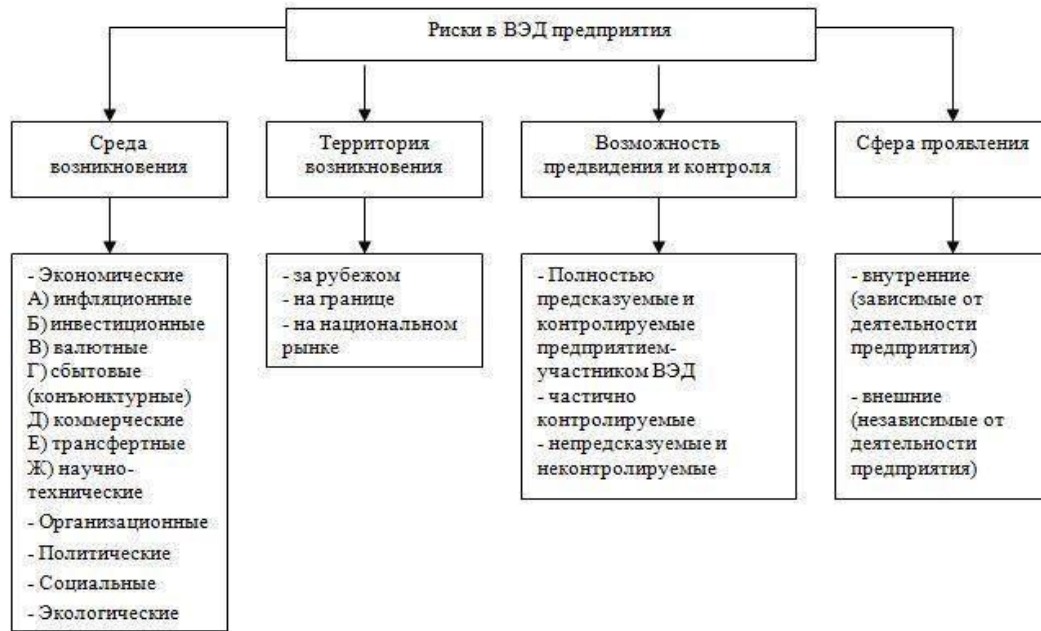 Риски в ВЭД предприятия
Среда
возникновения
Территория
возникновения
Возможность
предвидения и контроля
Сфера проявления
- Экономические
А) инфляционные
Б) инвестиционные
В) валютные
Г) сбытовые
(конъюнктурные)
Д) коммерческие
Е) трансфертные
Ж) научно-
технические
- Организационные
- Политические
- Социальные
- Экологические
- за рубежом
- на границе
- на национальном
рынке
- Полностью
предсказуемые и
контролируемые
предприятием-
участником ВЭД
- частично
контролируемые
- непредсказуемые и
неконтролируемые
- внутренние
(зависимые от
деятельности
предприятия)
- внешние
(независимые от
деятельности
предприятия)